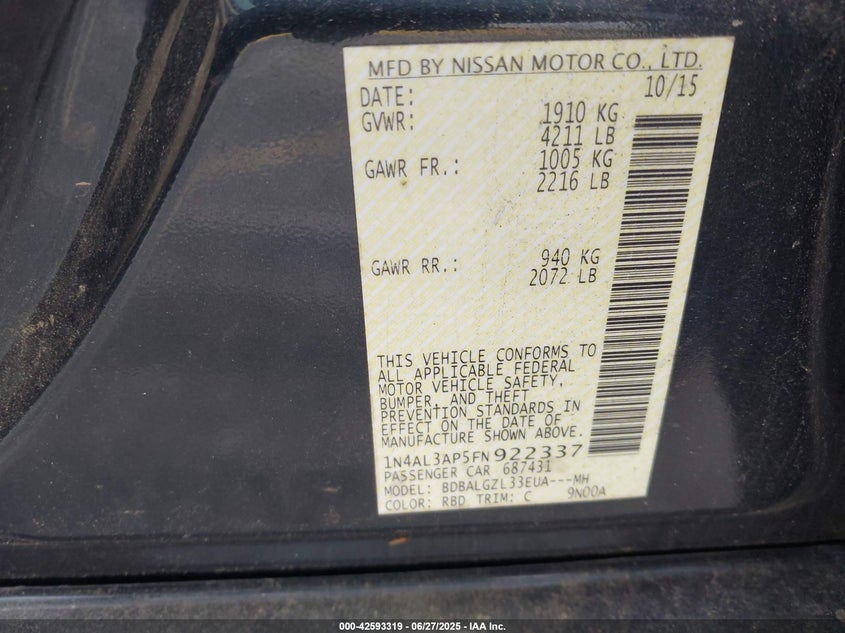 MFD BY NISSAN MOTOR CO., LTD.
DATE: 10/15
GVWR: 1910 KG
4211 LB
GAWR FR.: 1005 KG
2216 LB
GAWR RR.: 940 KG
2072 LB
THIS VEHICLE CONFORMS TO
ALL APPLICABLE FEDERAL
MOTOR VEHICLE SAFETY,
BUMPER, AND THEFT
PREVENTION STANDARDS IN
EFFECT ON THE DATE OF
MANUFACTURE SHOWN ABOVE.
1N4AL3AP5FN922337
PASSENGER CAR 687431
MODEL: BDBALGZL33EUA---MH
COLOR: RBD TRIM: C 9N00A
000-42593319 - 06/27/2025 - IAA Inc.